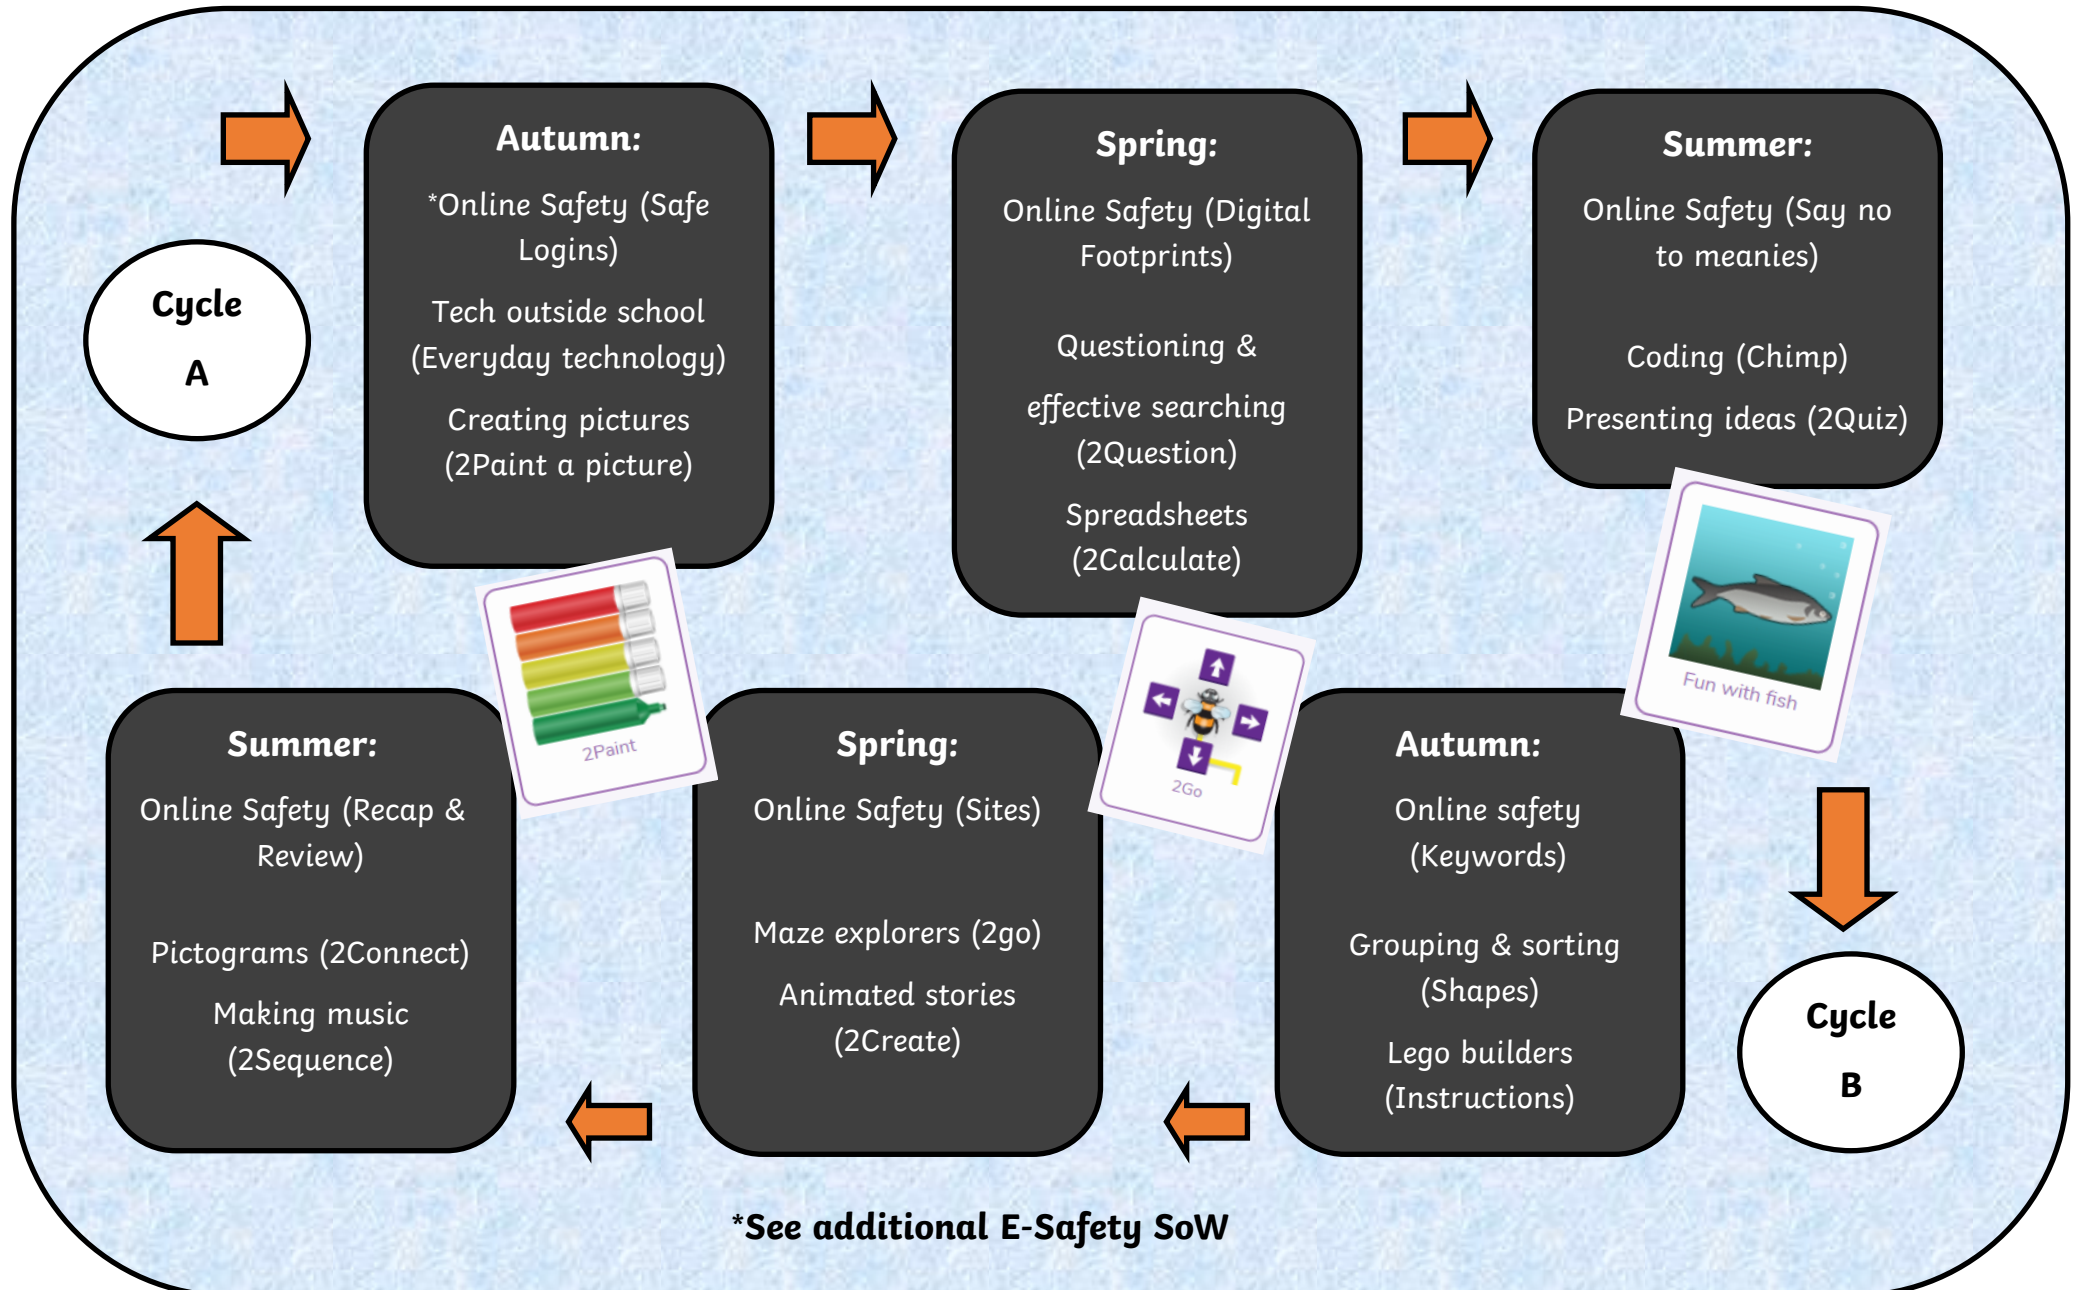 Cycle
A
Autumn:
*Online Safety (Safe
Logins)
Tech outside school
(Everyday technology)
Creating pictures
(2Paint a picture)
Spring:
Online Safety (Digital
Footprints)
Questioning &
effective searching
(2Question)
Spreadsheets
(2Calculate)
Summer:
Online Safety (Say no
to meanies)
Coding (Chimp)
Presenting ideas (2Quiz)
2Paint
2Go
Fun with fish
Cycle
B
Autumn:
Online safety
(Keywords)
Grouping & sorting
(Shapes)
Lego builders
(Instructions)
Spring:
Online Safety (Sites)
Maze explorers (2go)
Animated stories
(2Create)
Summer:
Online Safety (Recap &
Review)
Pictograms (2Connect)
Making music
(2Sequence)
*See additional E-Safety SoW